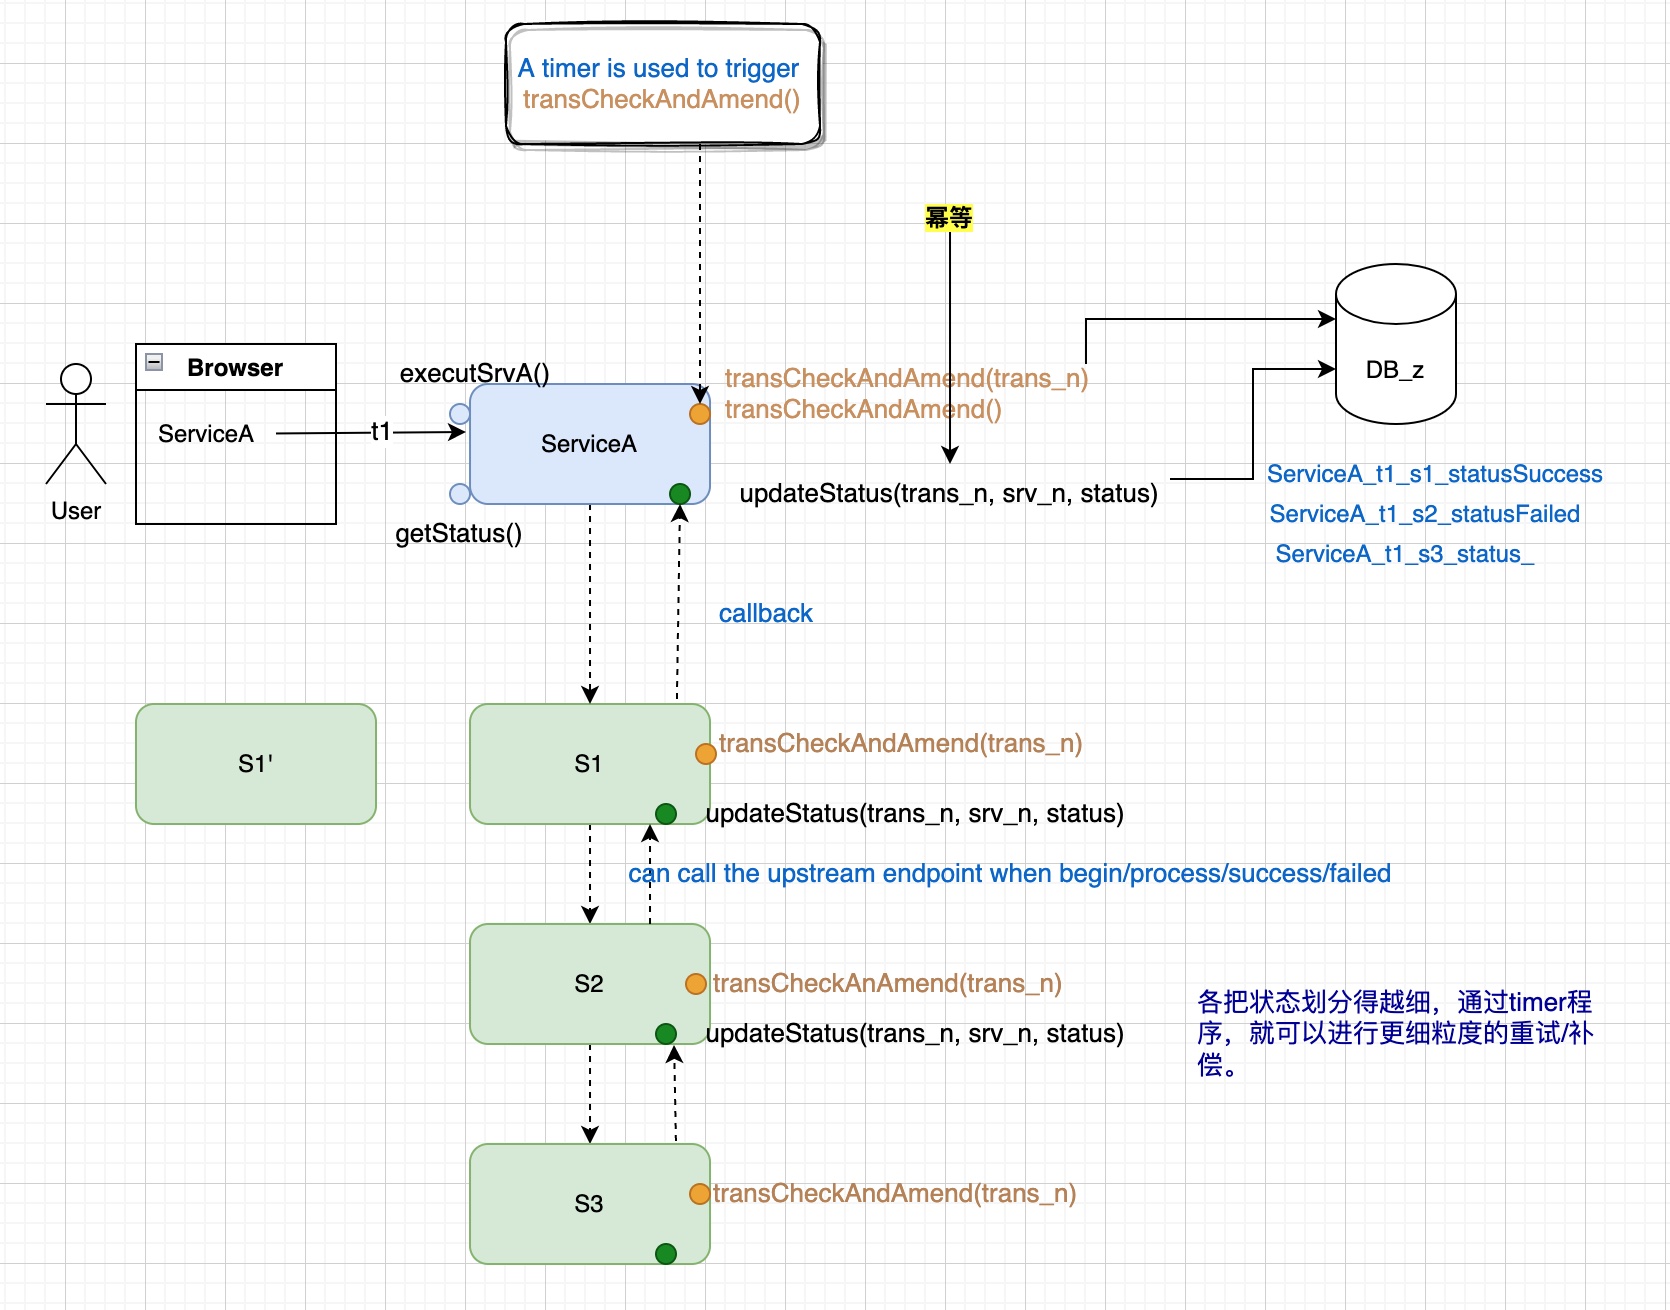 A timer is used to trigger
transCheckAndAmend()
幂等
Browser
executSrvA()
transCheckAndAmend(trans_n)
transCheckAndAmend()
DB_z
ServiceA
t1
ServiceA
User
getStatus()
updateStatus(trans_n, srv_n, status)
ServiceA_t1_s1_statusSuccess
ServiceA_t1_s2_statusFailed
ServiceA_t1_s3_status_
callback
S1'
S1
transCheckAndAmend(trans_n)
updateStatus(trans_n, srv_n, status)
can call the upstream endpoint when begin/process/success/failed
S2
transCheckAnAmend(trans_n)
updateStatus(trans_n, srv_n, status)
各把状态划分得越细，通过timer程
序，就可以进行更细粒度的重试/补
偿。
S3
transCheckAndAmend(trans_n)